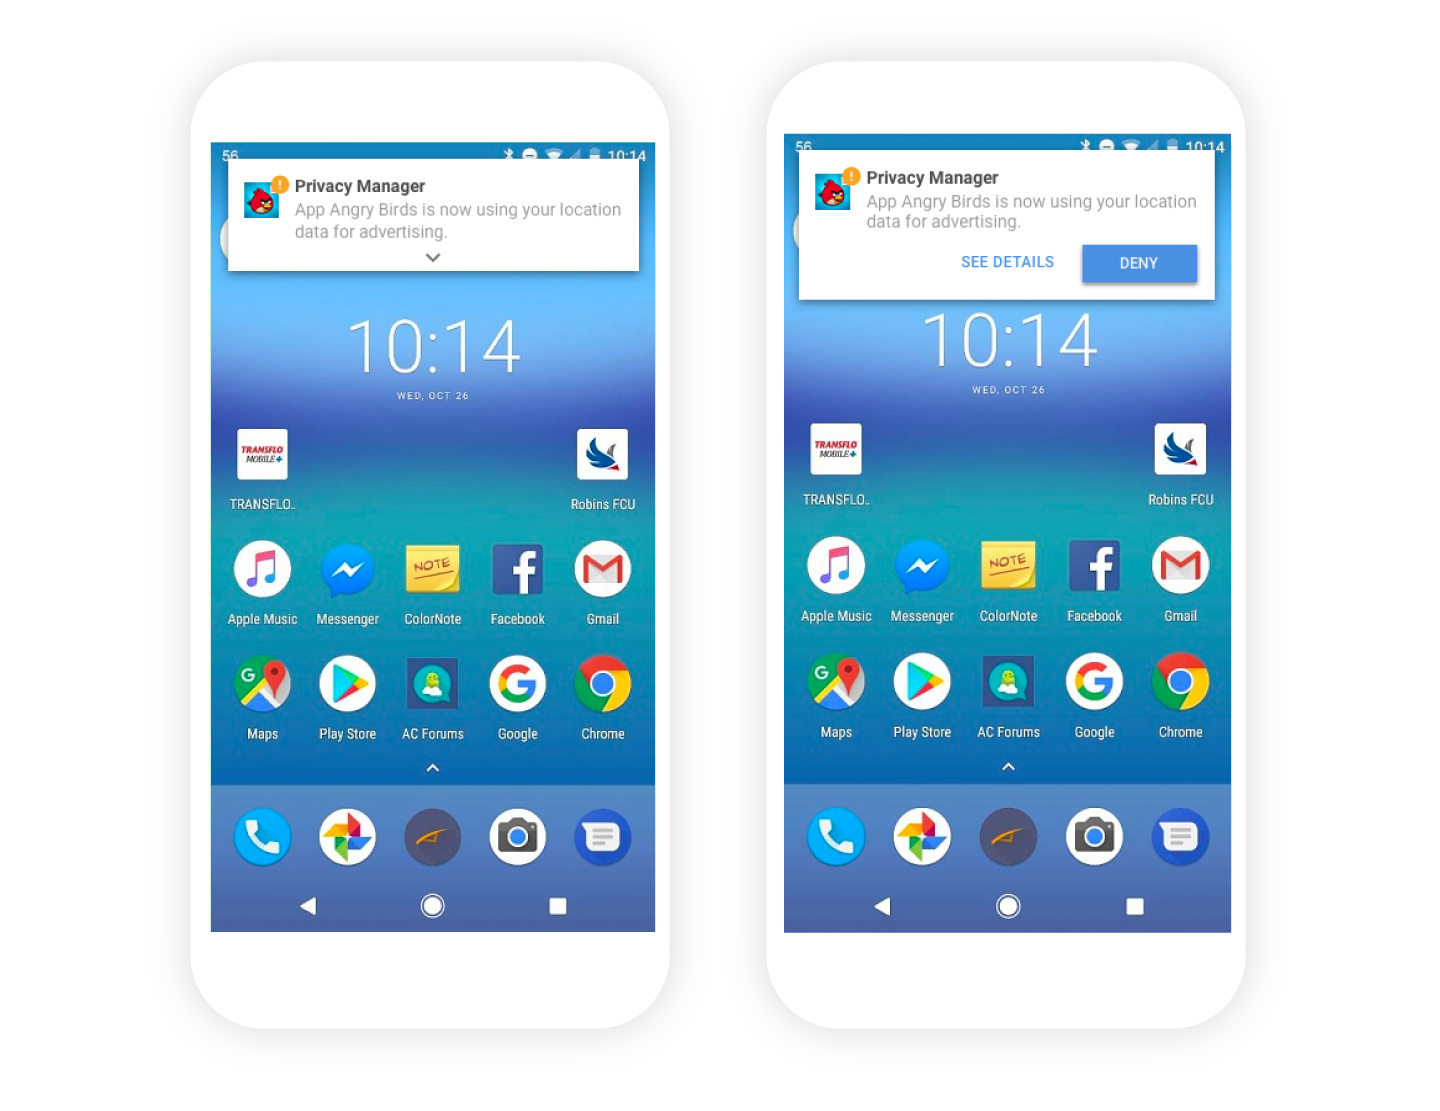 56
10:14
Privacy Manager
App Angry Birds is now using your location
data for advertising.
10:14
WED, OCT 26
TRANSFLO
MOBILE+
TRANSFLO..
Robins FCU
NOTE
Apple Music
Messenger
ColorNote
Facebook
Gmail
Maps
Play Store
AC Forums
Google
Chrome
56
10:14
Privacy Manager
App Angry Birds is now using your location
data for advertising.
SEE DETAILS
DENY
10:14
WED, OCT 26
TRANSFLO
MOBILE+
TRANSFLO..
Robins FCU
NOTE
Apple Music
Messenger
ColorNote
Facebook
Gmail
Maps
Play Store
AC Forums
Google
Chrome